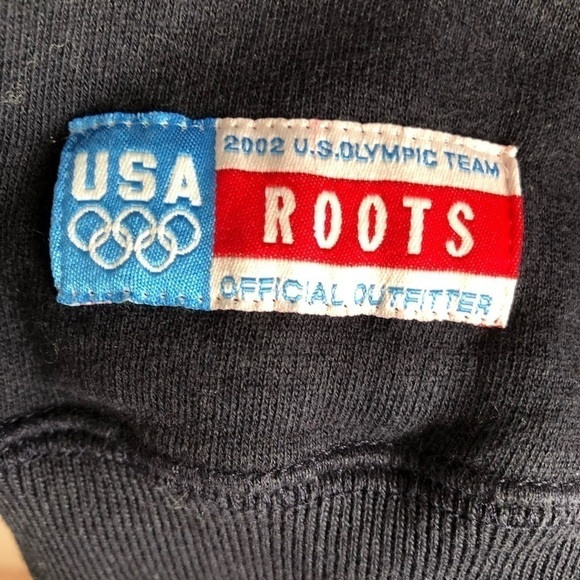 USA
2002 U.S. OLYMPIC TEAM
ROOTS
OFFICIAL OUTFITTER